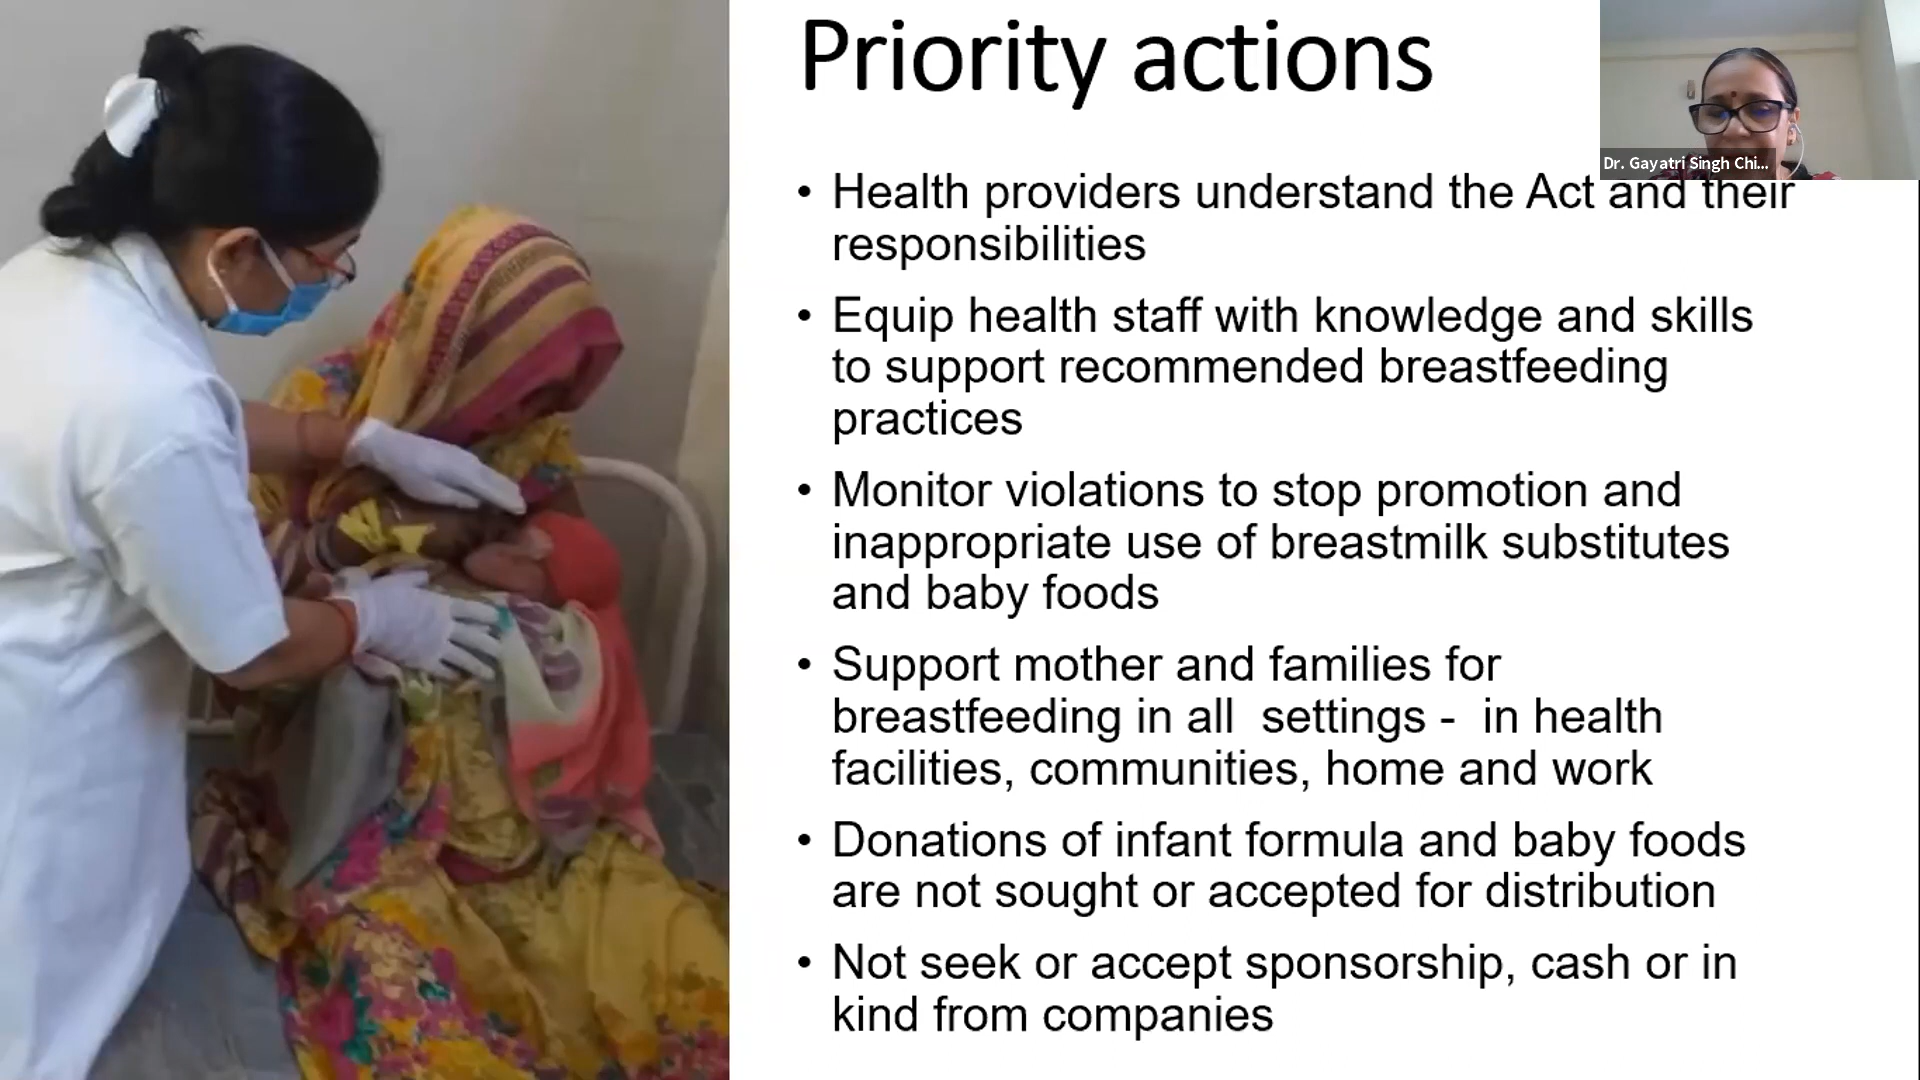 Priority actions
Dr. Gayatri Singh Chi...
• Health providers understand the Act and their
responsibilities
• Equip health staff with knowledge and skills
to support recommended breastfeeding
practices
• Monitor violations to stop promotion and
inappropriate use of breastmilk substitutes
and baby foods
• Support mother and families for
breastfeeding in all  settings -  in health
facilities, communities, home and work
• Donations of infant formula and baby foods
are not sought or accepted for distribution
• Not seek or accept sponsorship, cash or in
kind from companies